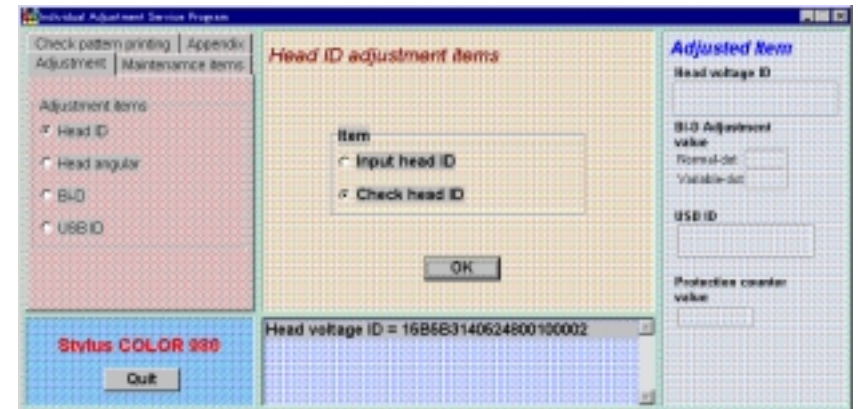 Individual Adjustment Service Program
Check pattern printing
Appendix
Adjustment
Maintenamce items
Adjustment items
Head ID
Head angular
Bi-D
USB ID
Head ID adjustment items
Item
Input head ID
Check head ID
OK
Adjusted Item
Head voltage ID
Bi-D Adjustment
value
Normal-dot
Variable-dot
USB ID
Protection counter
value
Stylus COLOR 980
Quit
Head voltage ID =